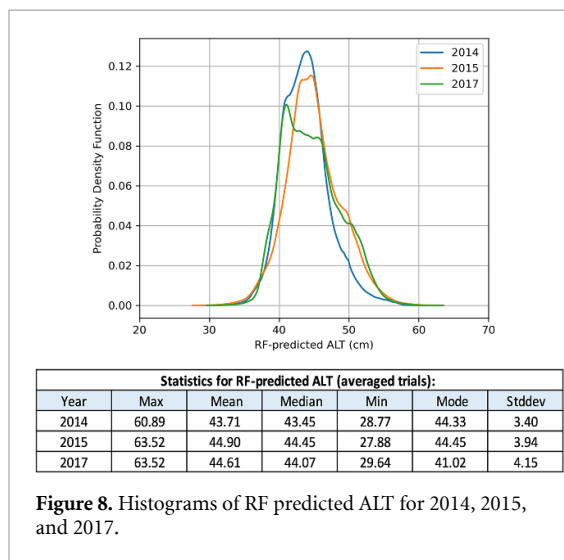 0.12
0.10
0.08
0.06
0.04
0.02
0.00
Probability Density Function
2014
2015
2017
20 30 40 50 60 70
RF-predicted ALT (cm)
Statistics for RF-predicted ALT (averaged trials):
Year Max Mean Median Min Mode Stddev
2014 60.89 43.71 43.45 28.77 44.33 3.40
2015 63.52 44.90 44.45 27.88 44.45 3.94
2017 63.52 44.61 44.07 29.64 41.02 4.15
Figure 8. Histograms of RF predicted ALT for 2014, 2015,
and 2017.